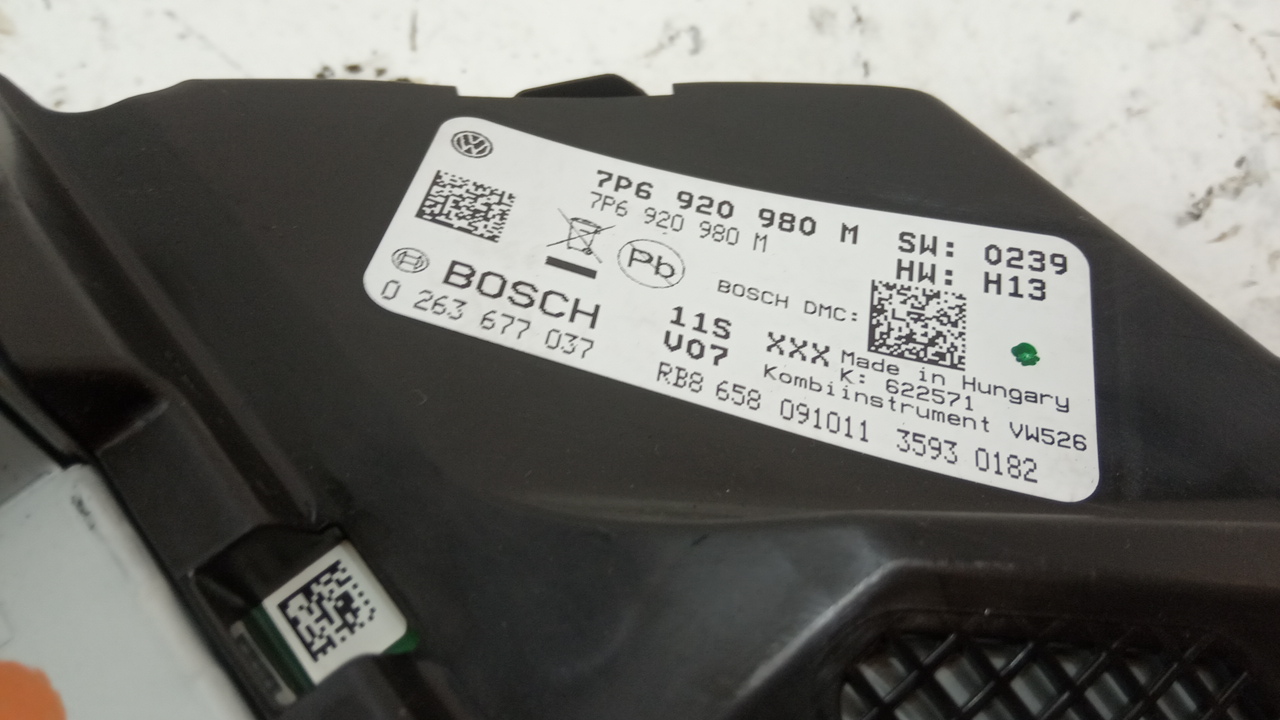 7P6 920 980 M
7P6 920 980 M
SW: 0239
HW: H13
Pb
BOSCH
0 263 677 037
BOSCH DMC:
11S XXX
V07
Made in Hungary
K: 622571
Kombiinstrument VW526
RB8 658 091011 3593 0182